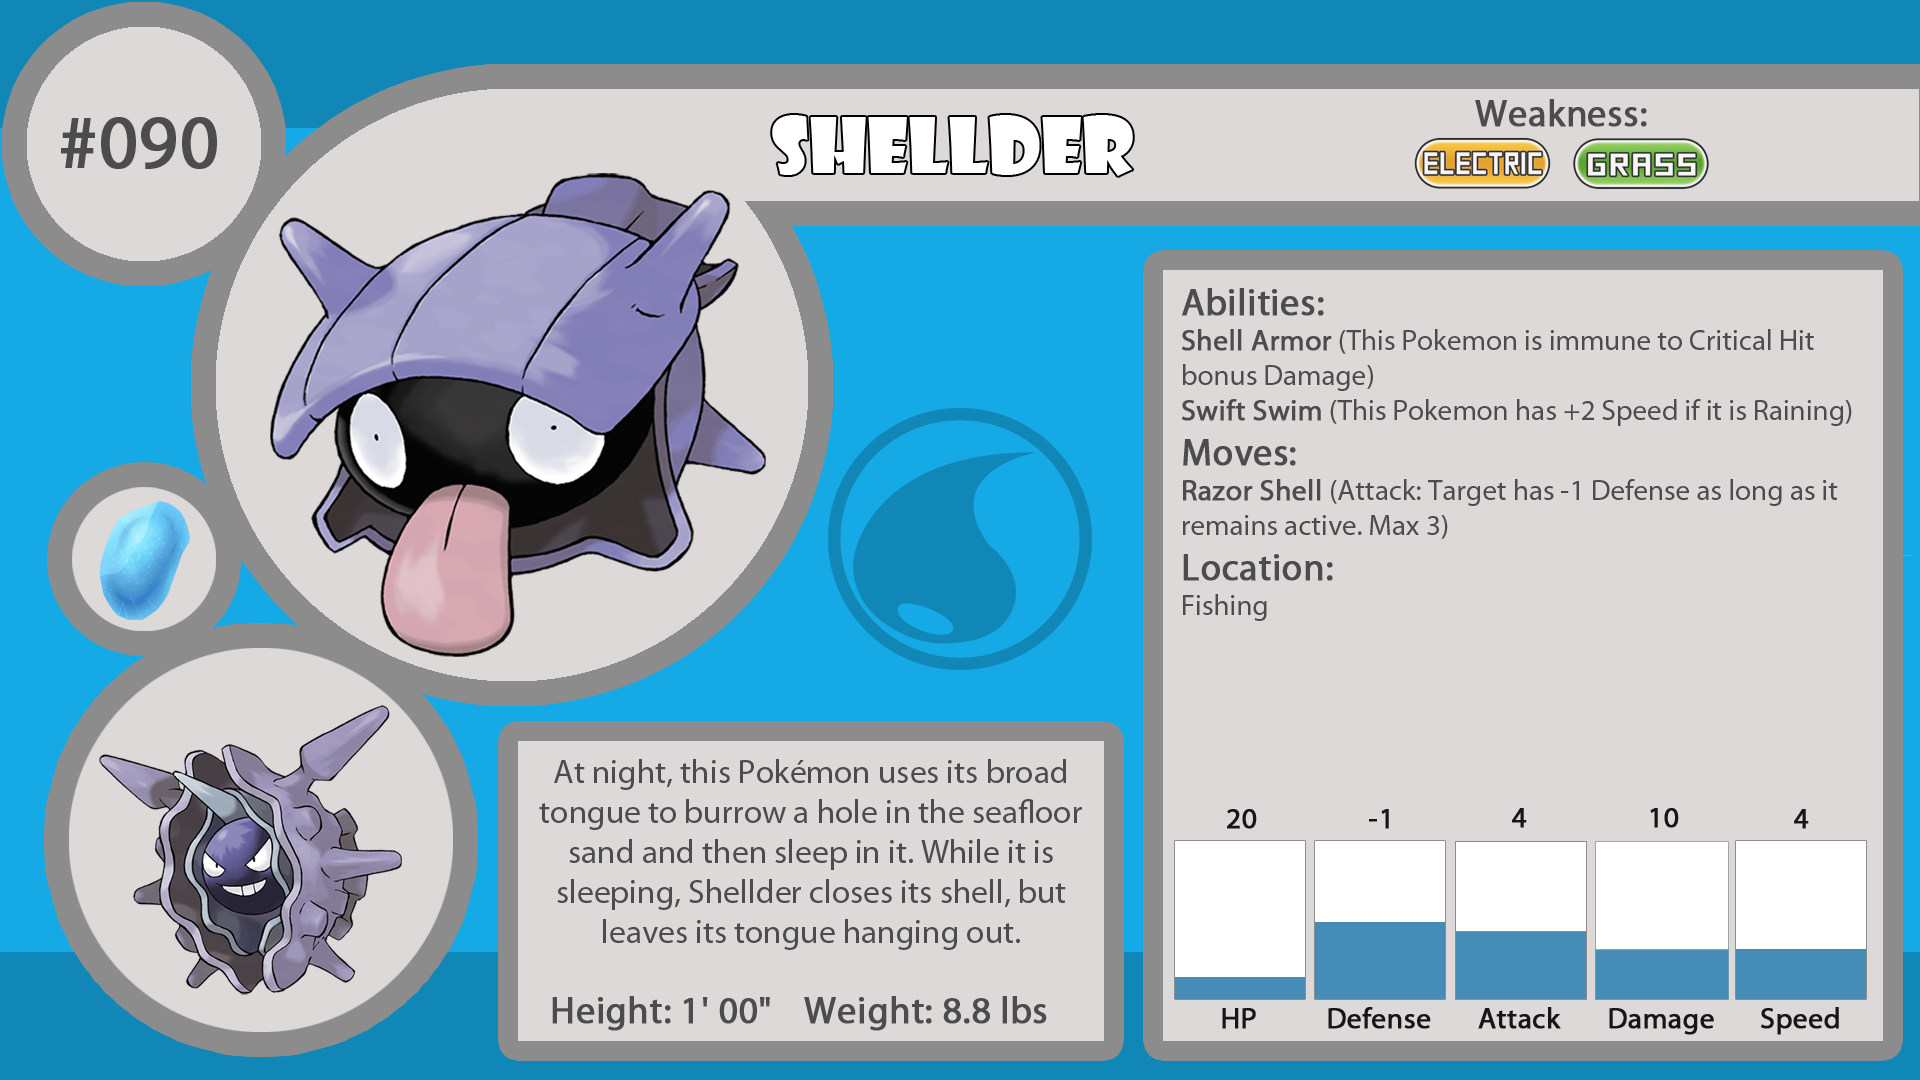 #090
SHELLDER
Weakness:
ELECTRIC GRASS
Abilities:
Shell Armor (This Pokemon is immune to Critical Hit
bonus Damage)
Swift Swim (This Pokemon has +2 Speed if it is Raining)
Moves:
Razor Shell (Attack: Target has -1 Defense as long as it
remains active. Max 3)
Location:
Fishing
At night, this Pokémon uses its broad
tongue to burrow a hole in the seafloor
sand and then sleep in it. While it is
sleeping, Shellder closes its shell, but
leaves its tongue hanging out.
Height: 1' 00" Weight: 8.8 lbs
20 -1 4 10 4
HP Defense Attack Damage Speed